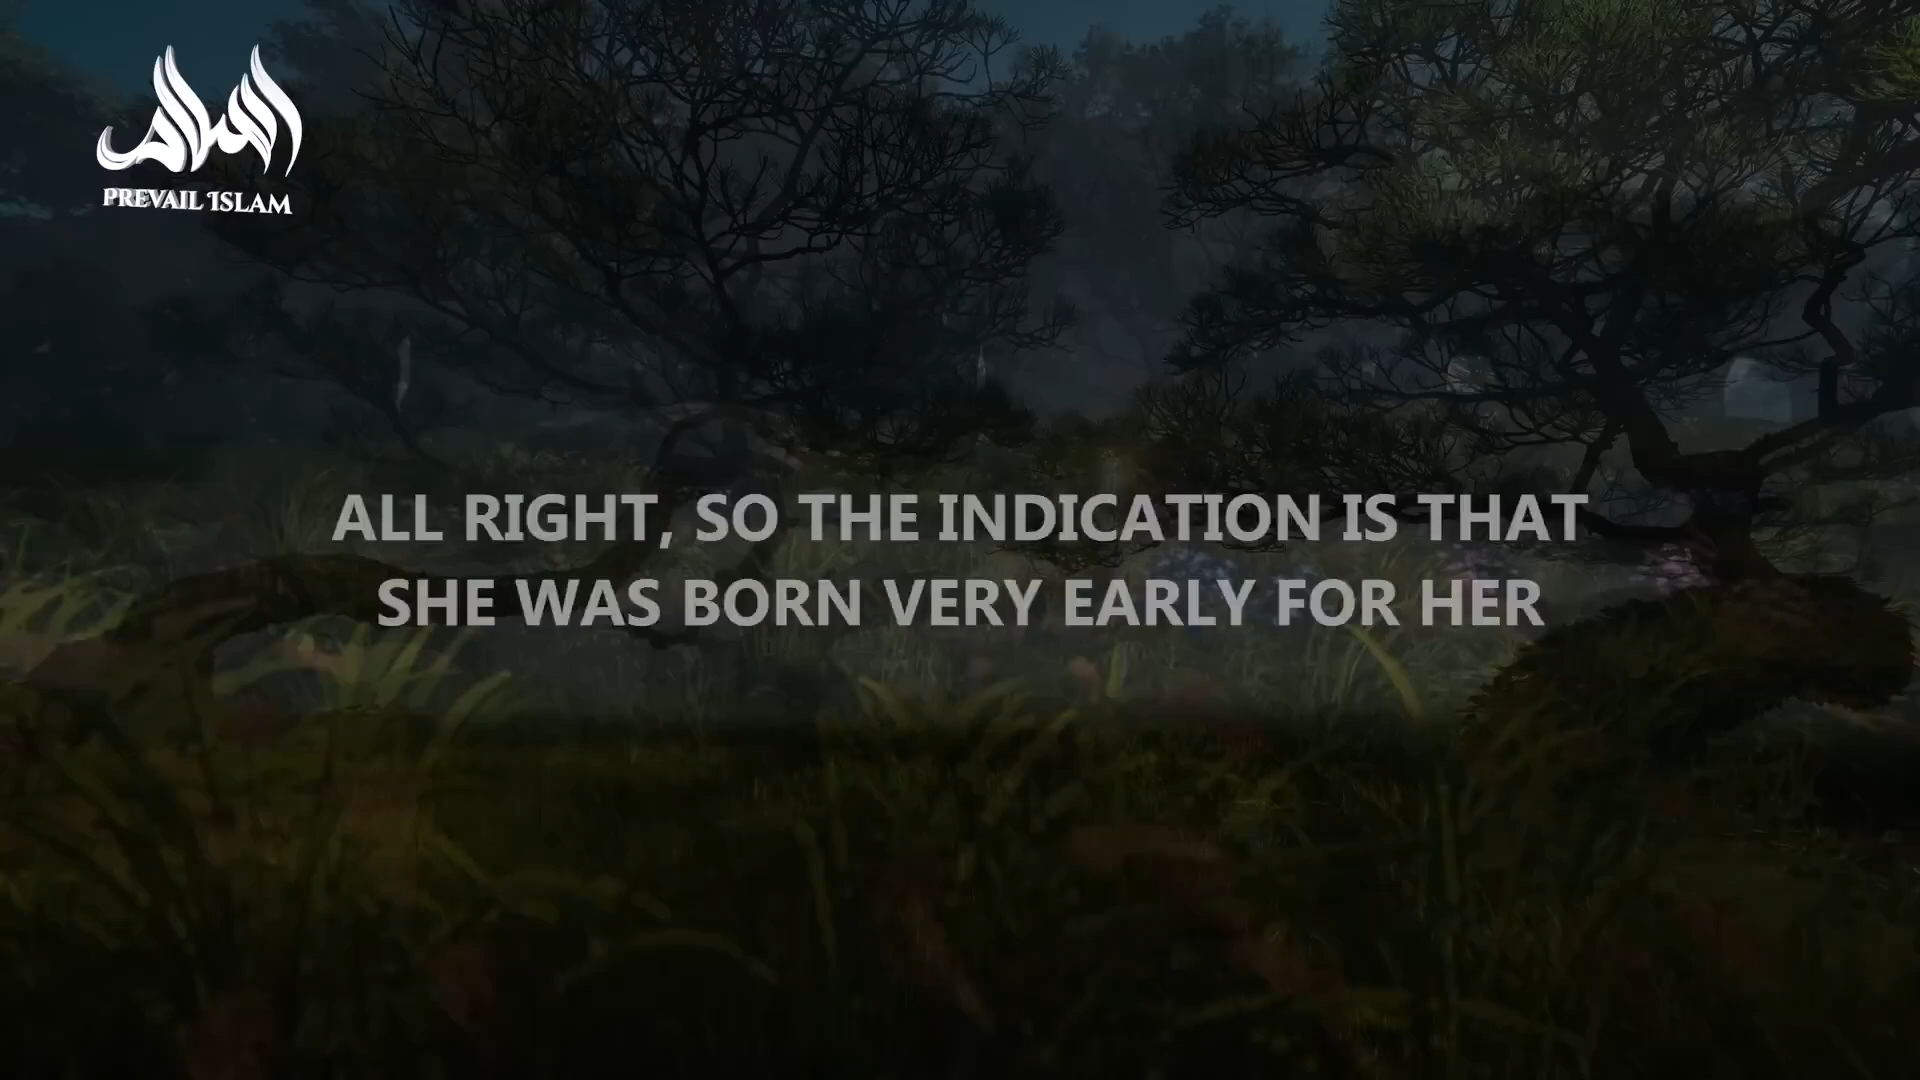 PREVAIL ISLAM
ALL RIGHT, SO THE INDICATION IS THAT
SHE WAS BORN VERY EARLY FOR HER